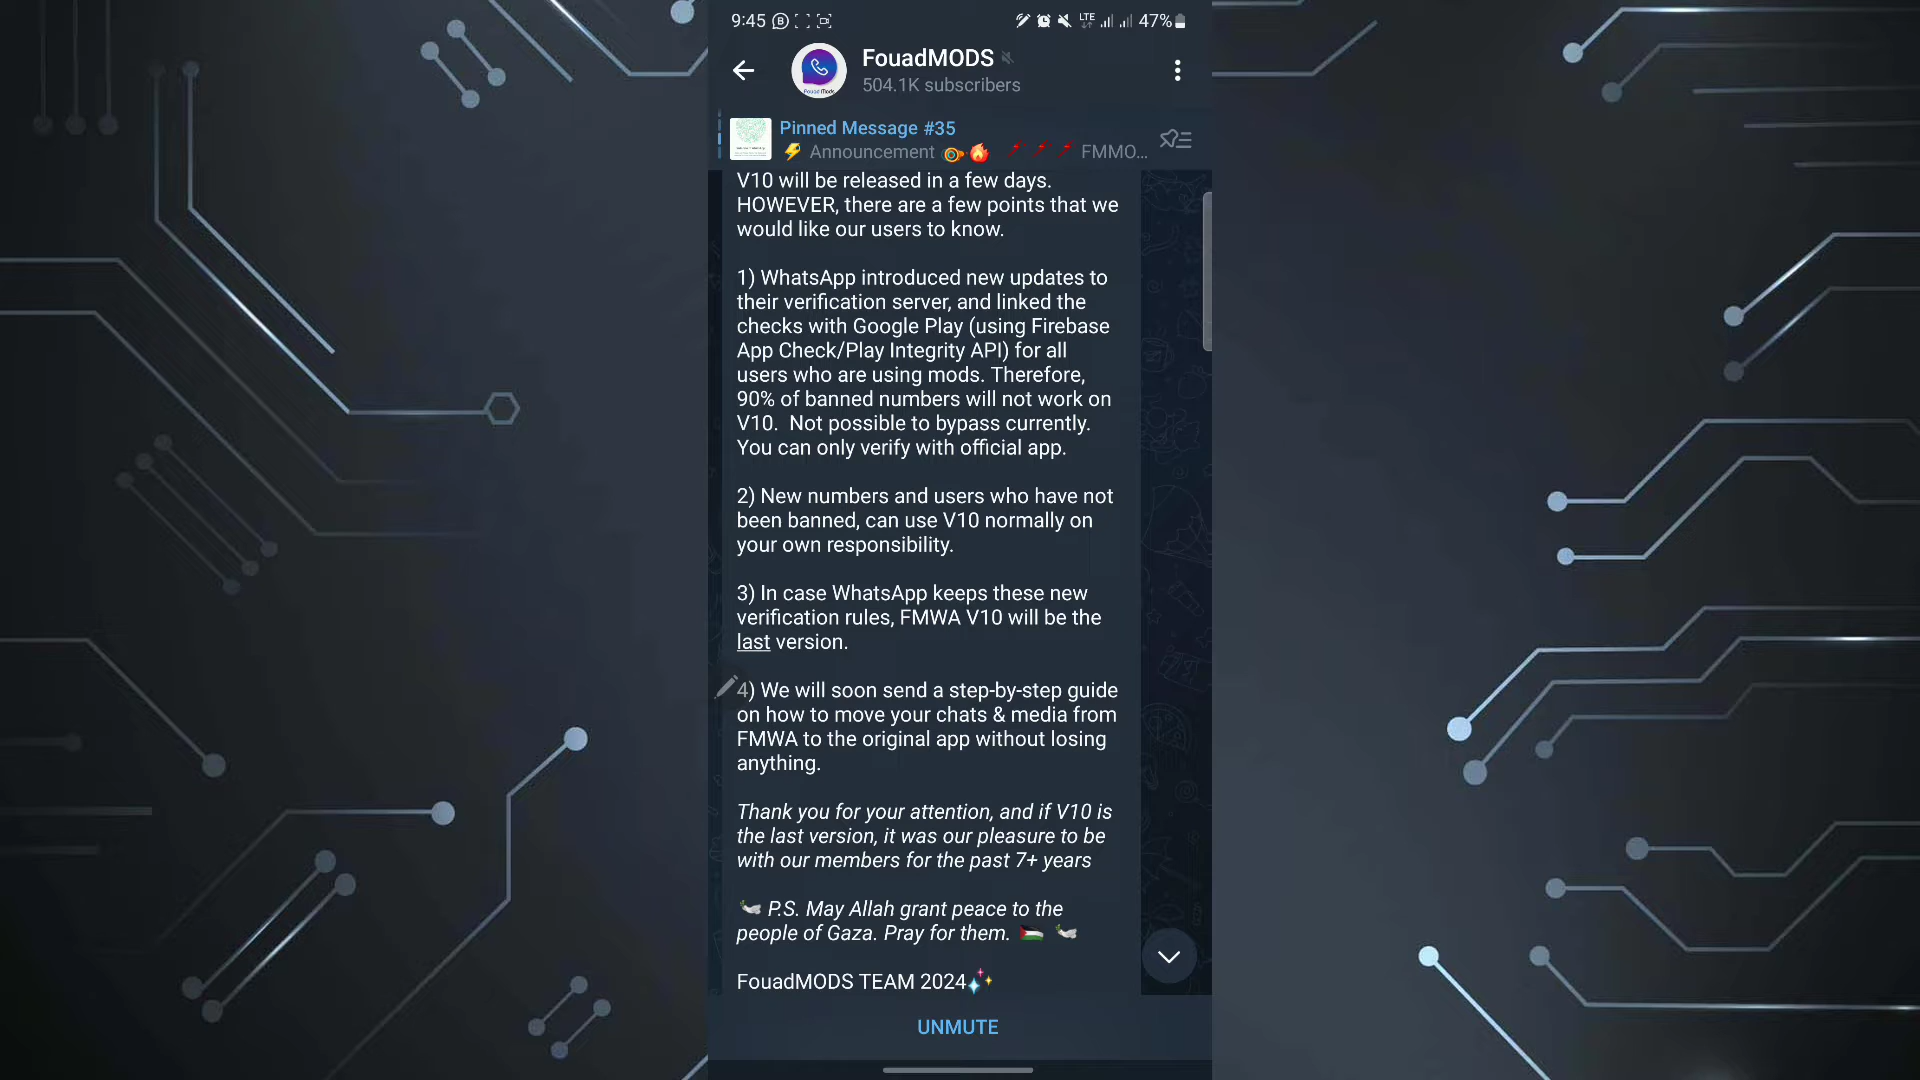 9:45 LTE 47%
FouadMODS
504.1K subscribers
Pinned Message #35
⚡ Announcement 🔥 FMMO...
V10 will be released in a few days.
HOWEVER, there are a few points that we
would like our users to know.
1) WhatsApp introduced new updates to
their verification server, and linked the
checks with Google Play (using Firebase
App Check/Play Integrity API) for all
users who are using mods. Therefore,
90% of banned numbers will not work on
V10.  Not possible to bypass currently.
You can only verify with official app.
2) New numbers and users who have not
been banned, can use V10 normally on
your own responsibility.
3) In case WhatsApp keeps these new
verification rules, FMWA V10 will be the
last version.
4) We will soon send a step-by-step guide
on how to move your chats & media from
FMWA to the original app without losing
anything.
Thank you for your attention, and if V10 is
the last version, it was our pleasure to be
with our members for the past 7+ years
🕊 P.S. May Allah grant peace to the
people of Gaza. Pray for them. 🇵🇸 🕊
FouadMODS TEAM 2024✨
UNMUTE